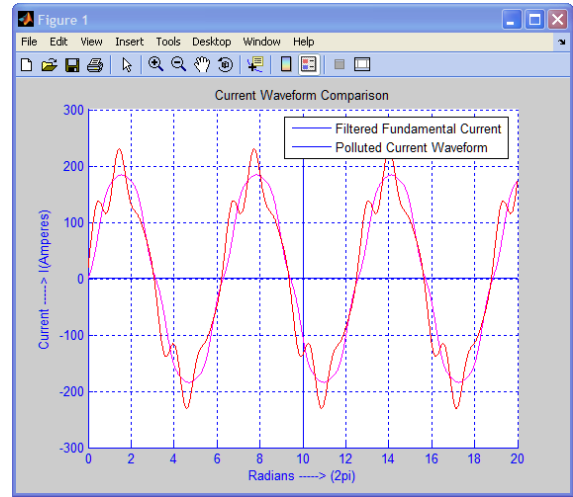 Figure 1
File Edit View Insert Tools Desktop Window Help
Current Waveform Comparison
Filtered Fundamental Current
Polluted Current Waveform
Current -----> I(Amperes)
300
200
100
0
-100
-200
-300
0 2 4 6 8 10 12 14 16 18 20
Radians -----> (2pi)